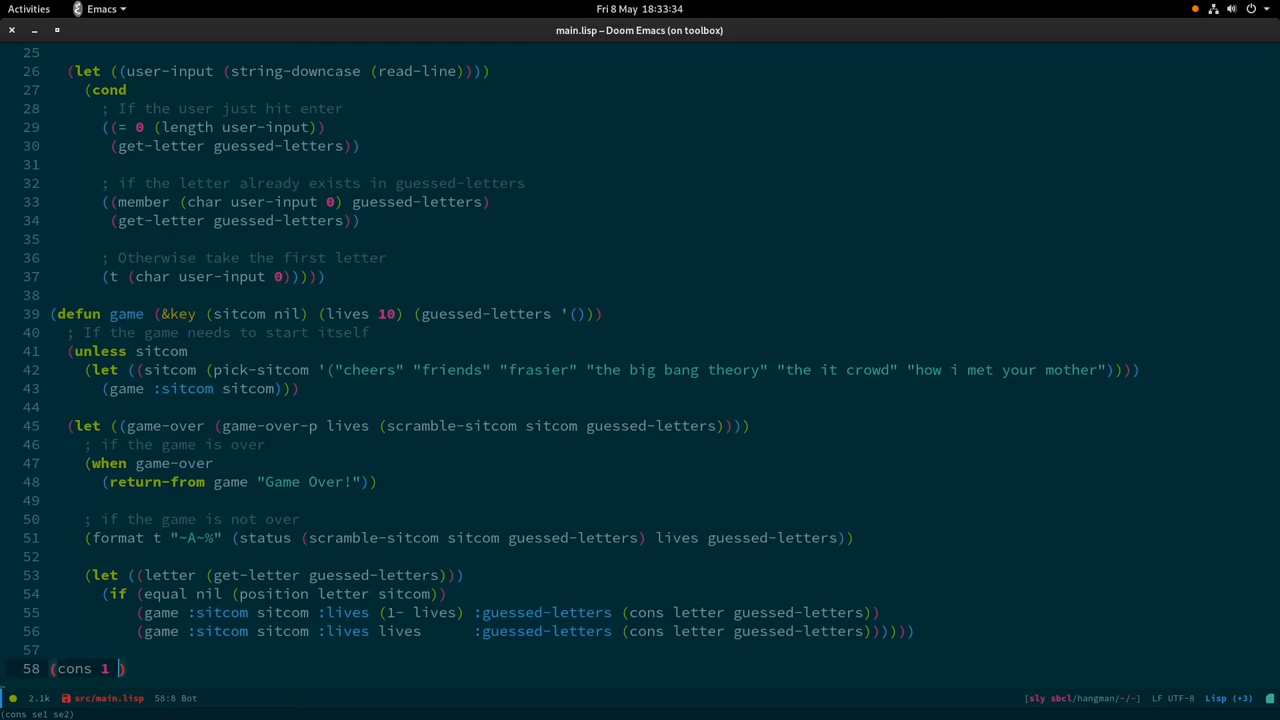 Activities Emacs Fri 8 May 18:33:34
main.lisp – Doom Emacs (on toolbox)
25
26 (let ((user-input (string-downcase (read-line))))
27 (cond
28 ; If the user just hit enter
29 ((= 0 (length user-input))
30 (get-letter guessed-letters))
31
32 ; if the letter already exists in guessed-letters
33 ((member (char user-input 0) guessed-letters)
34 (get-letter guessed-letters))
35
36 ; Otherwise take the first letter
37 (t (char user-input 0)))))
38
39 (defun game (&key (sitcom nil) (lives 10) (guessed-letters '()))
40 ; If the game needs to start itself
41 (unless sitcom
42 (let ((sitcom (pick-sitcom '("cheers" "friends" "frasier" "the big bang theory" "the it crowd" "how i met your mother"))))
43 (game :sitcom sitcom)))
44
45 (let ((game-over (game-over-p lives (scramble-sitcom sitcom guessed-letters))))
46 ; if the game is over
47 (when game-over
48 (return-from game "Game Over!"))
49
50 ; if the game is not over
51 (format t "~A~%" (status (scramble-sitcom sitcom guessed-letters) lives guessed-letters))
52
53 (let ((letter (get-letter guessed-letters)))
54 (if (equal nil (position letter sitcom))
55 (game :sitcom sitcom :lives (1- lives) :guessed-letters (cons letter guessed-letters))
56 (game :sitcom sitcom :lives lives :guessed-letters (cons letter guessed-letters))))))
57
58 (cons 1 )
2.1k src/main.lisp 58:8 Bot [sly sbcl/hangman/-/-] LF UTF-8 Lisp (+3)
(cons se1 se2)